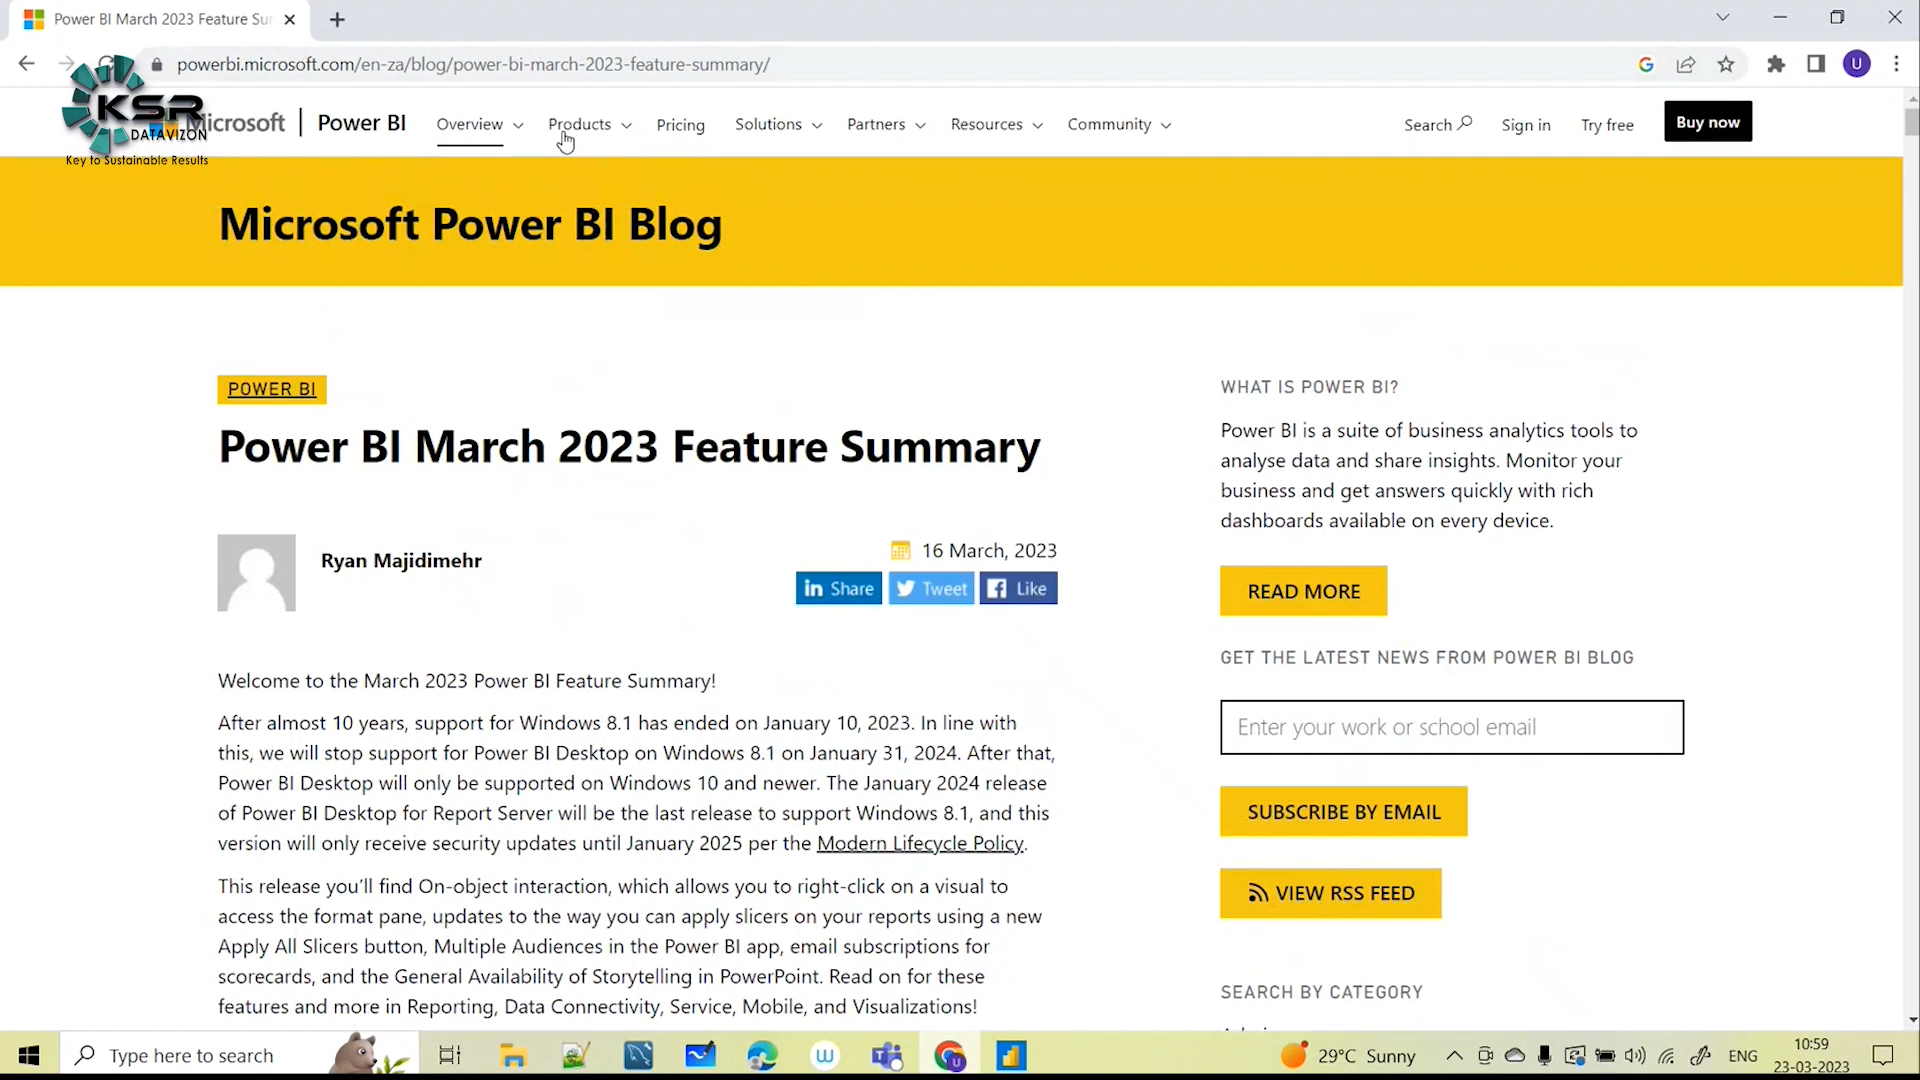 Power BI March 2023 Feature Su
powerbi.microsoft.com/en-za/blog/power-bi-march-2023-feature-summary/
U
KSR
DATAVIZON
Key to Sustainable Results
Microsoft
Power BI
Overview
Products
Pricing
Solutions
Partners
Resources
Community
Search
Sign in
Try free
Buy now
Microsoft Power BI Blog
POWER BI
Power BI March 2023 Feature Summary
Ryan Majidimehr
16 March, 2023
in Share
Tweet
Like
Welcome to the March 2023 Power BI Feature Summary!
After almost 10 years, support for Windows 8.1 has ended on January 10, 2023. In line with
this, we will stop support for Power BI Desktop on Windows 8.1 on January 31, 2024. After that,
Power BI Desktop will only be supported on Windows 10 and newer. The January 2024 release
of Power BI Desktop for Report Server will be the last release to support Windows 8.1, and this
version will only receive security updates until January 2025 per the Modern Lifecycle Policy.
This release you'll find On-object interaction, which allows you to right-click on a visual to
access the format pane, updates to the way you can apply slicers on your reports using a new
Apply All Slicers button, Multiple Audiences in the Power BI app, email subscriptions for
scorecards, and the General Availability of Storytelling in PowerPoint. Read on for these
features and more in Reporting, Data Connectivity, Service, Mobile, and Visualizations!
WHAT IS POWER BI?
Power BI is a suite of business analytics tools to
analyse data and share insights. Monitor your
business and get answers quickly with rich
dashboards available on every device.
READ MORE
GET THE LATEST NEWS FROM POWER BI BLOG
Enter your work or school email
SUBSCRIBE BY EMAIL
VIEW RSS FEED
SEARCH BY CATEGORY
Type here to search
29°C Sunny
ENG
10:59
23-03-2023